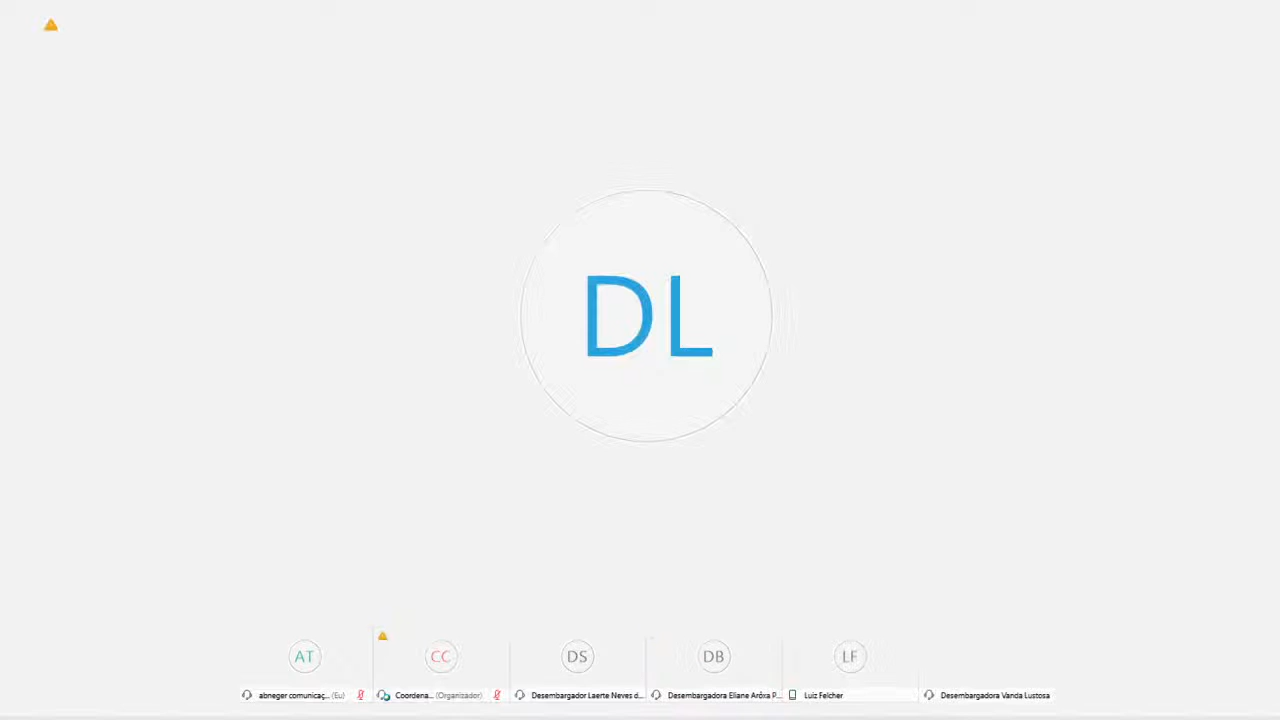 DL
AT
CC
DS
DB
LF
abneger comunicaç... (Eu)
Coordena... (Organizador)
Desembargador Laerte Neves d...
Desembargadora Eliane Arôxa P...
Luiz Felcher
Desembargadora Vanda Lustosa